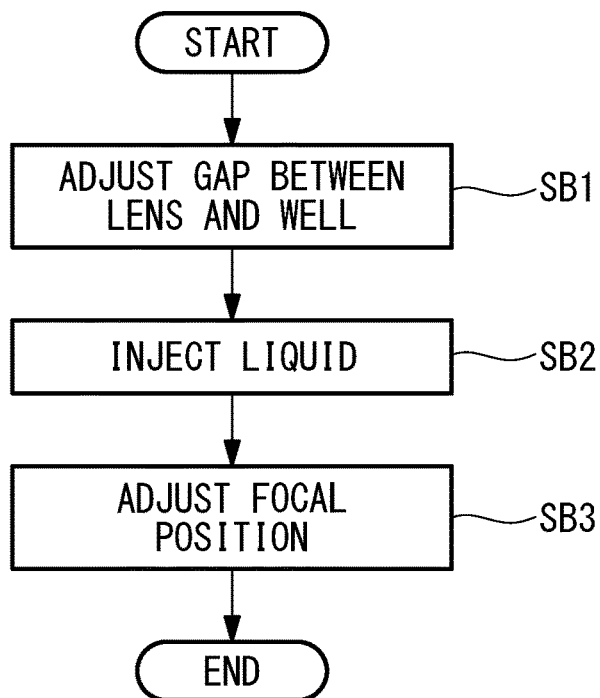 START
ADJUST GAP BETWEEN
LENS AND WELL
SB1
INJECT LIQUID
SB2
ADJUST FOCAL
POSITION
SB3
END